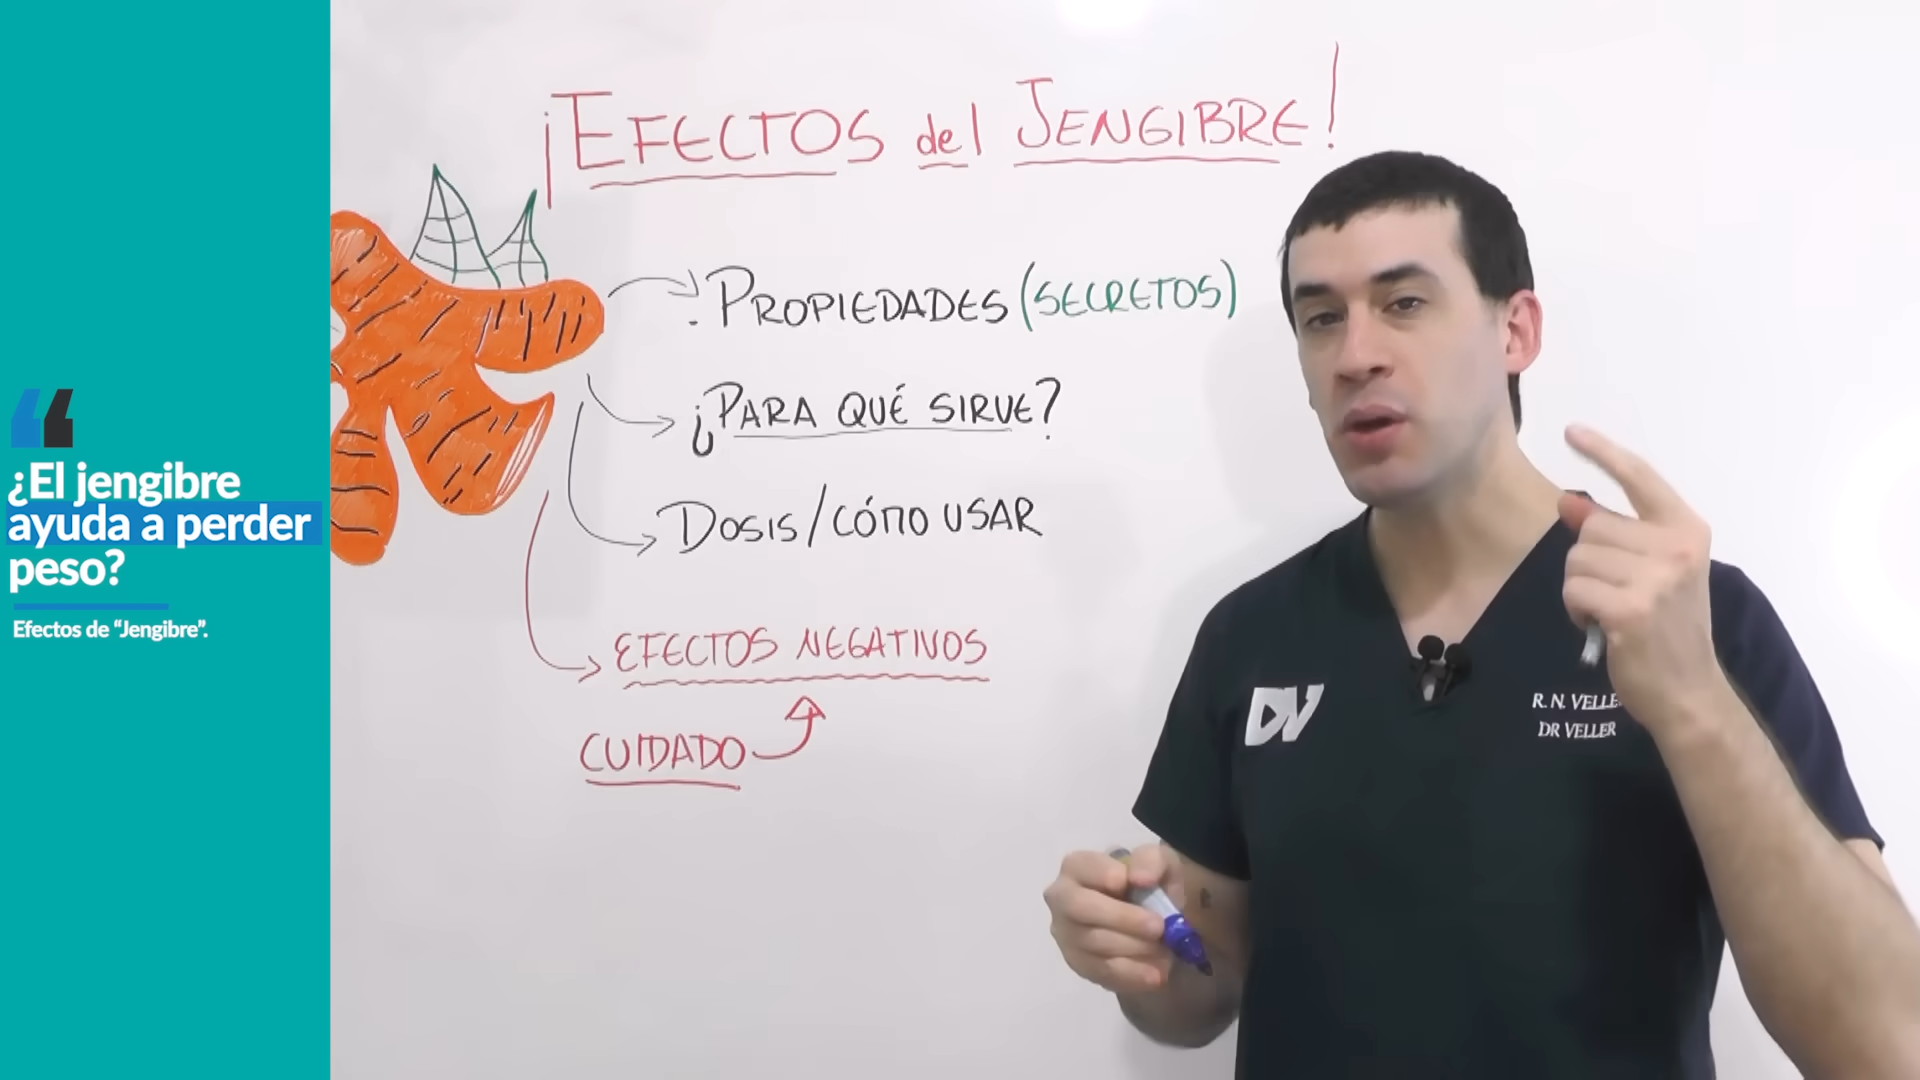 ¡EFECTOS del JENGIBRE!
PROPIEDADES (SECRETOS)
¿PARA QUÉ SIRVE?
DOSIS/CÓMO USAR
EFECTOS NEGATIVOS
CUIDADO
¿El jengibre
ayuda a perder
peso?
Efectos de “Jengibre”.
DV
R. N. VELLE
DR VELLER